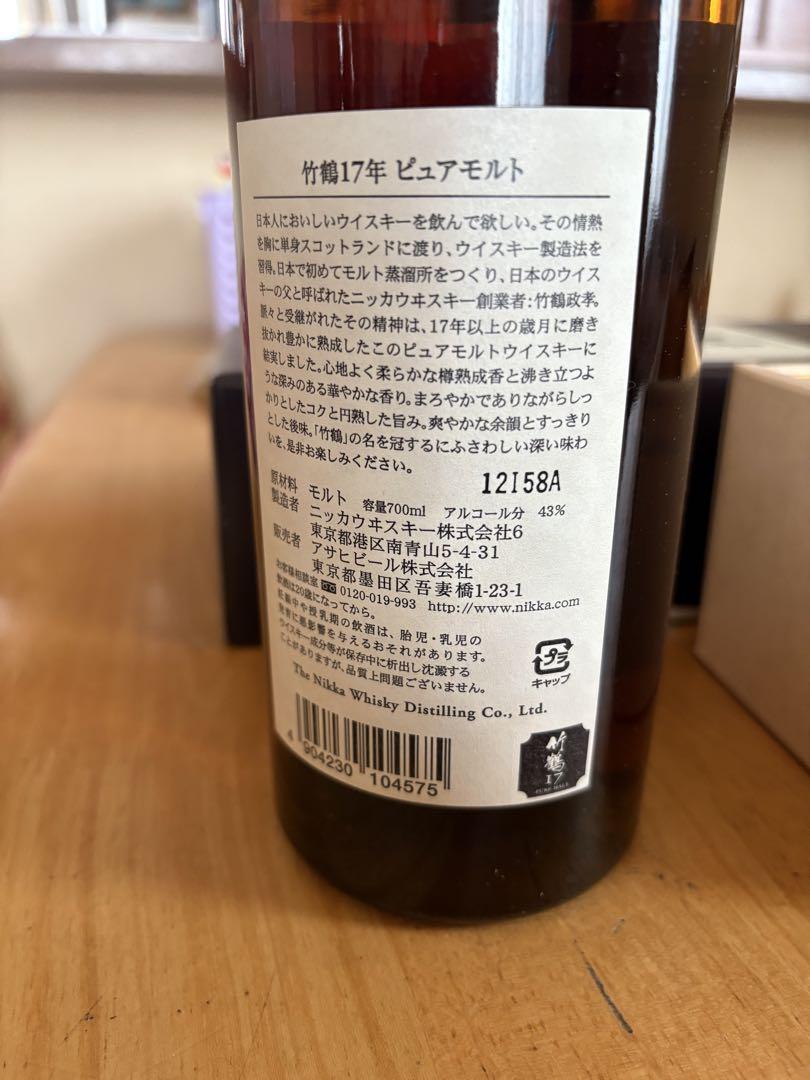 竹鶴17年 ピュアモルト
日本人においしいウイスキーを飲んで欲しい。その情熱
を胸に単身スコットランドに渡り、ウイスキー製造法を
習得。日本で初めてモルト蒸溜所をつくり、日本のウイス
キーの父と呼ばれたニッカウヰスキー創業者:竹鶴政孝。
脈々と受継がれたその精神は、17年以上の歳月に磨き
抜かれ豊かに熟成したこのピュアモルトウイスキーに
結実しました。心地よく柔らかな樽熟成香と沸き立つよ
うな深みのある華やかな香り。まろやかでありながらしっ
かりとしたコクと円熟した旨み。爽やかな余韻とすっきり
とした後味。「竹鶴」の名を冠するにふさわしい深い味わ
いを、是非お楽しみください。
12I58A
原材料 モルト 容量700ml アルコール分 43%
製造者 ニッカウヰスキー株式会社6
東京都港区南青山5-4-31
販売者 アサヒビール株式会社
東京都墨田区吾妻橋1-23-1
お客様相談室 0120-019-993 http://www.nikka.com
飲酒は20歳になってから。
妊娠中や授乳期の飲酒は、胎児・乳児の
発育に悪影響を与えるおそれがあります。
ウイスキー成分等が保存中に析出し沈澱する
ことがありますが、品質上問題ございません。
プラ
キャップ
The Nikka Whisky Distilling Co., Ltd.
4 904230 104575
竹鶴
17
PURE MALT